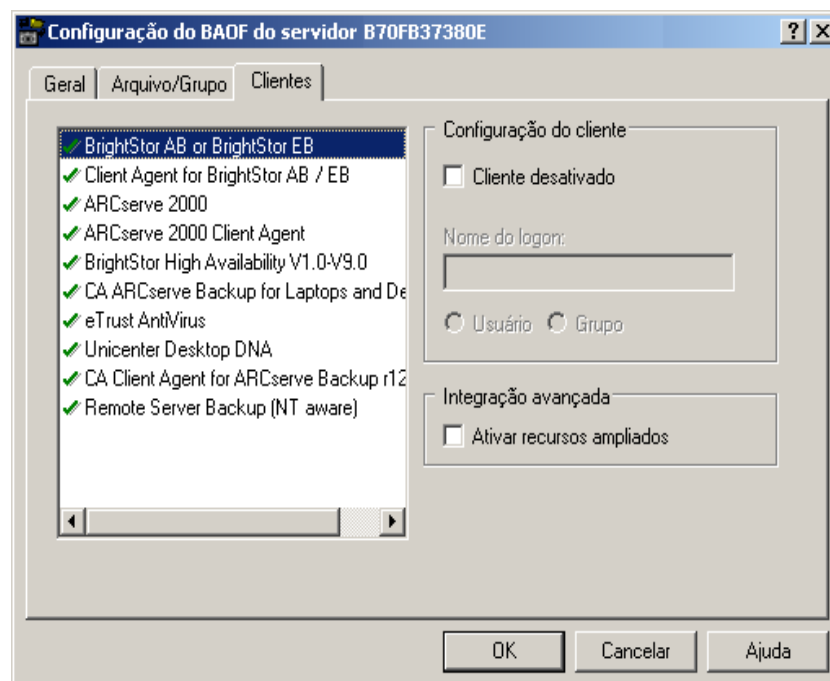 Configuração do BAOF do servidor B70FB37380E
Geral
Arquivo/Grupo
Clientes
BrightStor AB or BrightStor EB
Client Agent for BrightStor AB / EB
ARCserve 2000
ARCserve 2000 Client Agent
BrightStor High Availability V1.0-V9.0
CA ARCserve Backup for Laptops and De
eTrust AntiVirus
Unicenter Desktop DNA
CA Client Agent for ARCserve Backup r12
Remote Server Backup (NT aware)
Configuração do cliente
Cliente desativado
Nome do logon:
Usuário
Grupo
Integração avançada
Ativar recursos ampliados
OK
Cancelar
Ajuda